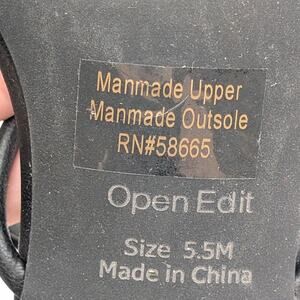 Manmade Upper
Manmade Outsole
RN#58665
Open Edit
Size 5.5M
Made in China